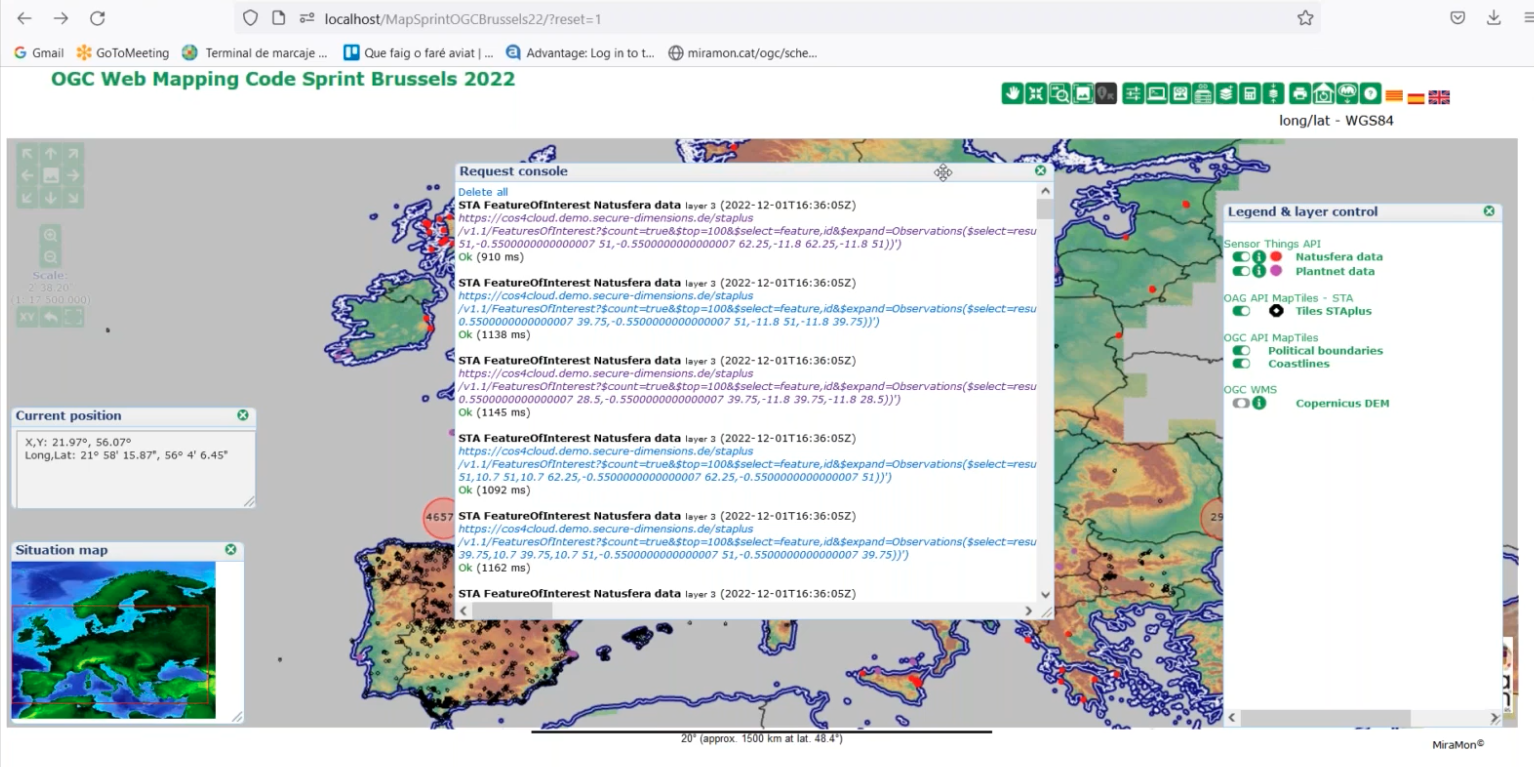 localhost/MapSprintOGCBrussels22/?reset=1
Gmail
GoToMeeting
Terminal de marcaje ...
Que faig o faré aviat | ...
Advantage: Log in to t...
miramon.cat/ogc/sche...
OGC Web Mapping Code Sprint Brussels 2022
long/lat - WGS84
Request console
Delete all
STA FeatureOfInterest Natusfera data layer 3 (2022-12-01T16:36:05Z)
https://cos4cloud.demo.secure-dimensions.de/staplus
/v1.1/FeaturesOfInterest?$count=true&$top=100&$select=feature,id&$expand=Observations($select=resu
51,-0.5500000000000007 51,-0.5500000000000007 62.25,-11.8 62.25,-11.8 51))')
Ok (910 ms)
STA FeatureOfInterest Natusfera data layer 3 (2022-12-01T16:36:05Z)
https://cos4cloud.demo.secure-dimensions.de/staplus
/v1.1/FeaturesOfInterest?$count=true&$top=100&$select=feature,id&$expand=Observations($select=resu
0.5500000000000007 39.75,-0.5500000000000007 51,-11.8 51,-11.8 39.75))')
Ok (1138 ms)
STA FeatureOfInterest Natusfera data layer 3 (2022-12-01T16:36:05Z)
https://cos4cloud.demo.secure-dimensions.de/staplus
/v1.1/FeaturesOfInterest?$count=true&$top=100&$select=feature,id&$expand=Observations($select=resu
0.5500000000000007 28.5,-0.5500000000000007 39.75,-11.8 39.75,-11.8 28.5))')
Ok (1145 ms)
STA FeatureOfInterest Natusfera data layer 3 (2022-12-01T16:36:05Z)
https://cos4cloud.demo.secure-dimensions.de/staplus
/v1.1/FeaturesOfInterest?$count=true&$top=100&$select=feature,id&$expand=Observations($select=resu
51,10.7 51,10.7 62.25,-0.5500000000000007 62.25,-0.5500000000000007 51))')
Ok (1092 ms)
STA FeatureOfInterest Natusfera data layer 3 (2022-12-01T16:36:05Z)
https://cos4cloud.demo.secure-dimensions.de/staplus
/v1.1/FeaturesOfInterest?$count=true&$top=100&$select=feature,id&$expand=Observations($select=resu
39.75,10.7 39.75,10.7 51,-0.5500000000000007 51,-0.5500000000000007 39.75))')
Ok (1162 ms)
STA FeatureOfInterest Natusfera data layer 3 (2022-12-01T16:36:05Z)
Legend & layer control
Sensor Things API
Natusfera data
Plantnet data
OAG API MapTiles - STA
Tiles STAplus
OGC API MapTiles
Political boundaries
Coastlines
OGC WMS
Copernicus DEM
Scale:
2' 38.20"
(1: 17 500 000)
XY
Current position
X,Y: 21.97°, 56.07°
Long,Lat: 21° 58' 15.87", 56° 4' 6.45"
4657
29
Situation map
20° (approx. 1500 km at lat. 48.4°)
MiraMon©